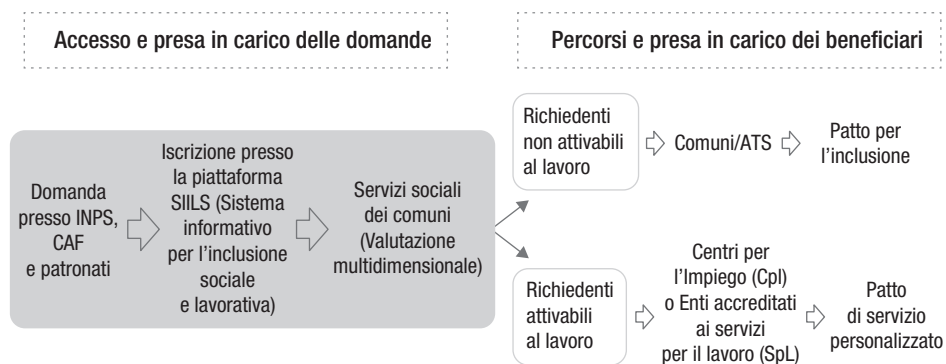 Accesso e presa in carico delle domande
Percorsi e presa in carico dei beneficiari
Domanda
presso INPS,
CAF
e patronati
Iscrizione presso
la piattaforma
SIILS (Sistema
informativo
per l'inclusione
sociale
e lavorativa)
Servizi sociali
dei comuni
(Valutazione
multidimensionale)
Richiedenti
non attivabili
al lavoro
Comuni/ATS
Patto per
l'inclusione
Richiedenti
attivabili
al lavoro
Centri per
l'Impiego (CpI)
o Enti accreditati
ai servizi
per il lavoro (SpL)
Patto
di servizio
personalizzato